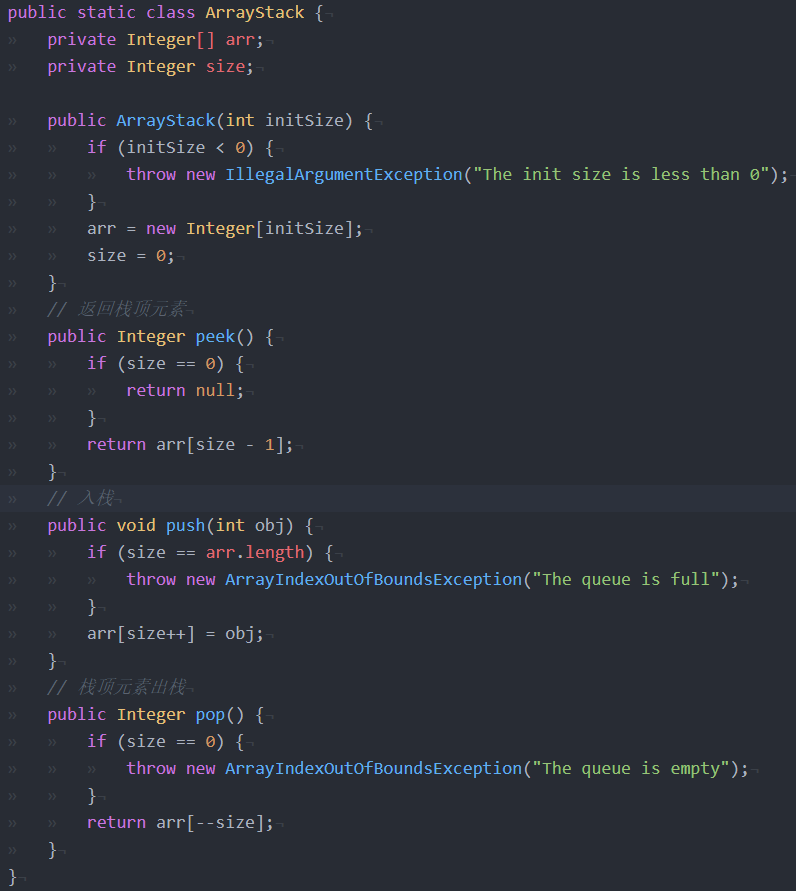 public static class ArrayStack {
private Integer[] arr;
private Integer size;
public ArrayStack(int initSize) {
if (initSize < 0) {
throw new IllegalArgumentException("The init size is less than 0");
}
arr = new Integer[initSize];
size = 0;
}
// 返回栈顶元素
public Integer peek() {
if (size == 0) {
return null;
}
return arr[size - 1];
}
// 入栈
public void push(int obj) {
if (size == arr.length) {
throw new ArrayIndexOutOfBoundsException("The queue is full");
}
arr[size++] = obj;
}
// 栈顶元素出栈
public Integer pop() {
if (size == 0) {
throw new ArrayIndexOutOfBoundsException("The queue is empty");
}
return arr[--size];
}
}